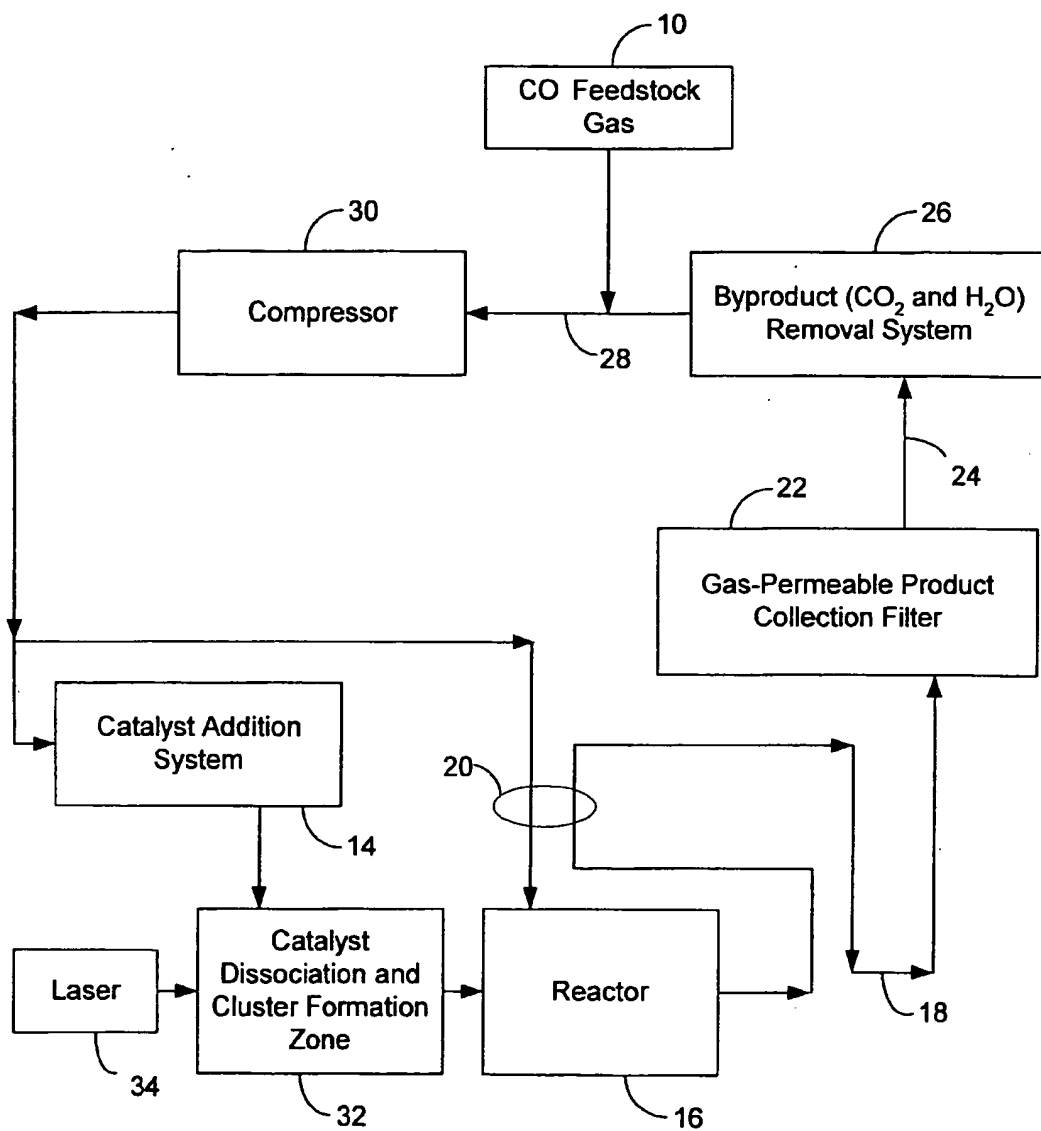 10
CO Feedstock
Gas
30
26
Compressor
Byproduct (CO₂ and H₂O)
Removal System
28
24
22
Gas-Permeable Product
Collection Filter
Catalyst Addition
System
20
14
Catalyst
Dissociation and
Cluster Formation
Zone
Laser
Reactor
18
34
32
16